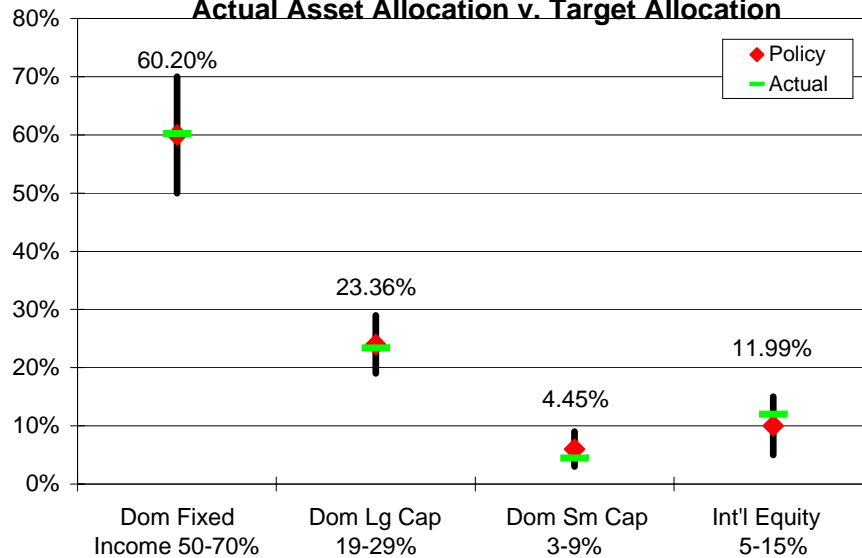 Actual Asset Allocation v. Target Allocation
80%
70%
60%
50%
40%
30%
20%
10%
0%
60.20%
23.36%
4.45%
11.99%
Policy
Actual
Dom Fixed
Income 50-70%
Dom Lg Cap
19-29%
Dom Sm Cap
3-9%
Int'l Equity
5-15%